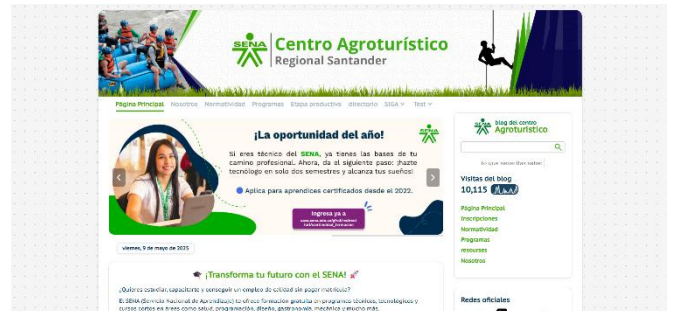 SENA
Centro Agroturístico
Regional Santander
Página Principal Nosotros Normatividad Programas Etapa productiva directorio SIGA Test
¡La oportunidad del año!
SENA
Si eres técnico del SENA, ya tienes las bases de tu
camino profesional. Ahora, da el siguiente paso: ¡hazte
tecnólogo en solo dos semestres y alcanza tus sueños!
Aplica para aprendices certificados desde el 2022.
Ingresa ya a
viernes, 9 de mayo de 2025
🎓 ¡Transforma tu futuro con el SENA! 🚀
¿Quieres estudiar, capacitarte y conseguir un empleo de calidad sin pagar matrícula?
El SENA (Servicio Nacional de Aprendizaje) te ofrece formación gratuita en programas técnicos, tecnológicos y
cursos cortos en áreas como salud, programación, diseño, gastronomía, mecánica y mucho más.
SENA
blog del centro
Agroturístico
Visitas del blog
10,115
Página Principal
Inscripciones
Normatividad
Programas
resourses
Nosotros
Redes oficiales